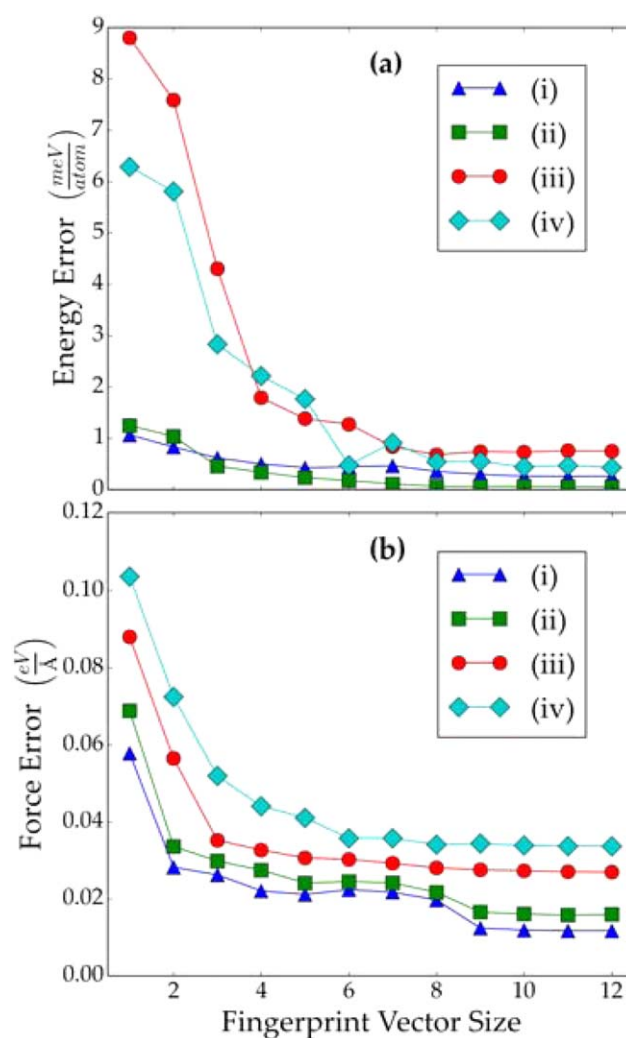 9
8
7
6
5
4
3
2
1
0
Energy Error (meV/atom)
(a)
(i)
(ii)
(iii)
(iv)
0.12
0.10
0.08
0.06
0.04
0.02
0.00
Force Error (eV/Å)
(b)
(i)
(ii)
(iii)
(iv)
2 4 6 8 10 12
Fingerprint Vector Size